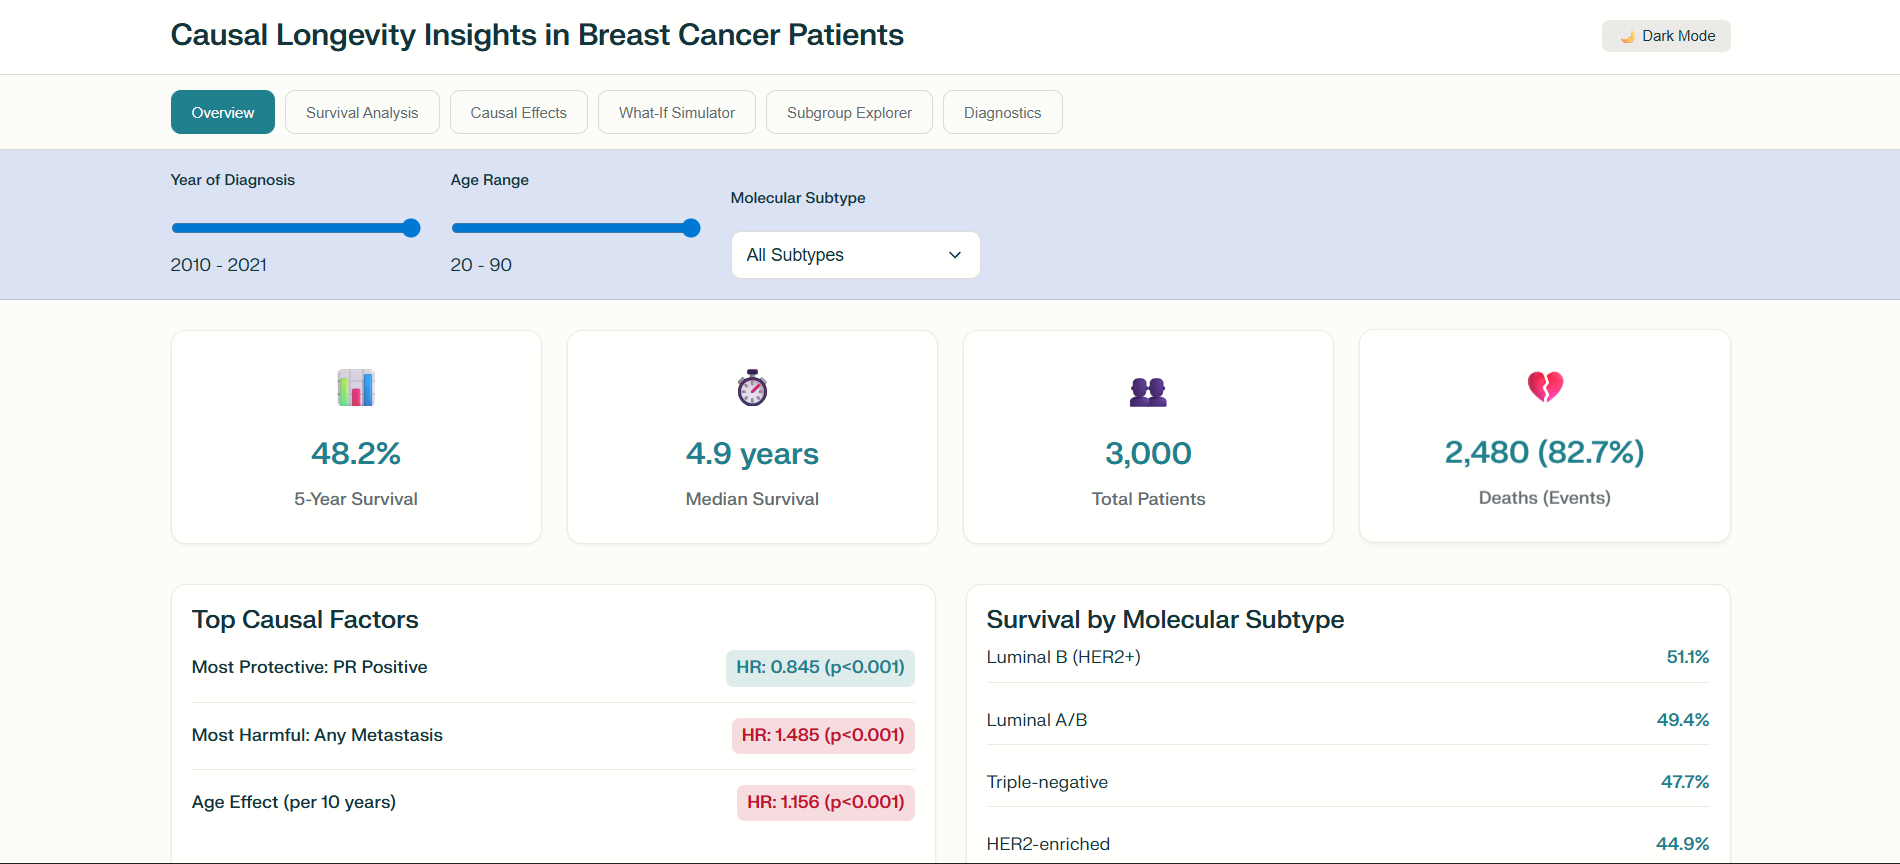 Causal Longevity Insights in Breast Cancer Patients
Dark Mode
Overview
Survival Analysis
Causal Effects
What-If Simulator
Subgroup Explorer
Diagnostics
Year of Diagnosis
2010 - 2021
Age Range
20 - 90
Molecular Subtype
All Subtypes
48.2%
5-Year Survival
4.9 years
Median Survival
3,000
Total Patients
2,480 (82.7%)
Deaths (Events)
Top Causal Factors
Most Protective: PR Positive HR: 0.845 (p<0.001)
Most Harmful: Any Metastasis HR: 1.485 (p<0.001)
Age Effect (per 10 years) HR: 1.156 (p<0.001)
Survival by Molecular Subtype
Luminal B (HER2+) 51.1%
Luminal A/B 49.4%
Triple-negative 47.7%
HER2-enriched 44.9%